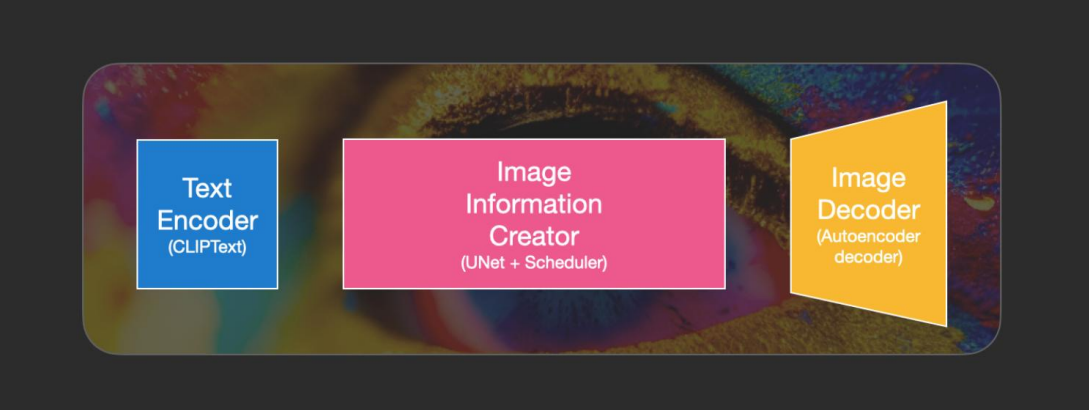 Text
Encoder
(CLIPText)
Image
Information
Creator
(UNet + Scheduler)
Image
Decoder
(Autoencoder
decoder)